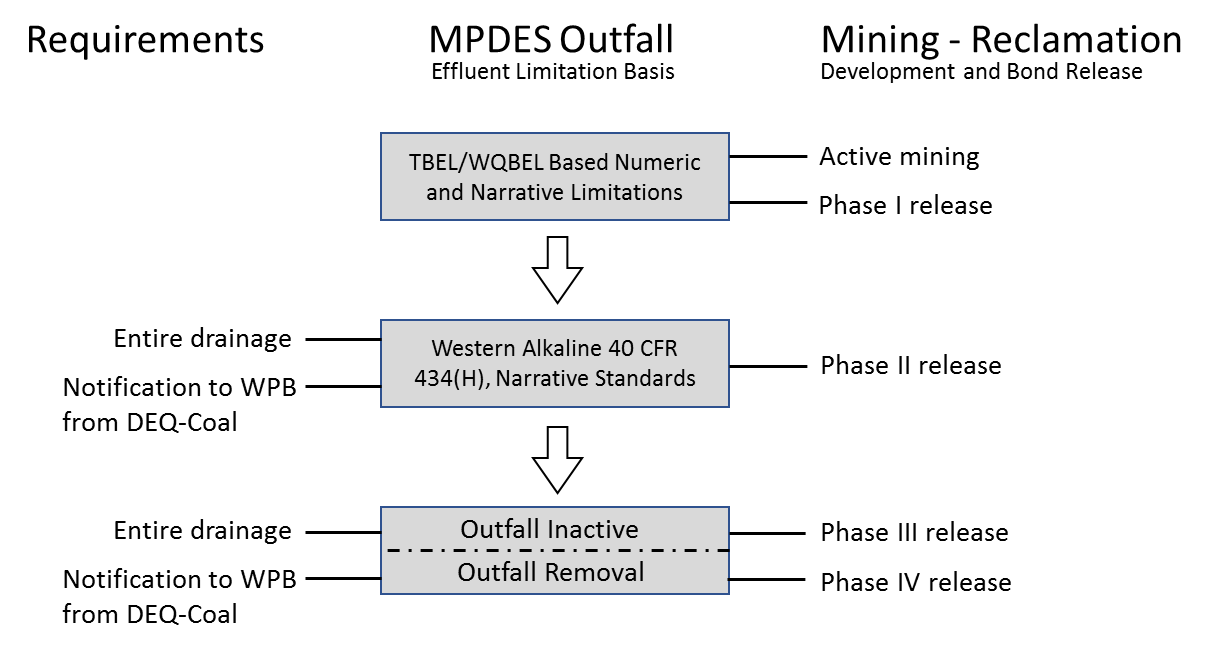 Requirements
MPDES Outfall
Effluent Limitation Basis
Mining - Reclamation
Development and Bond Release
TBEL/WQBEL Based Numeric
and Narrative Limitations
Active mining
Phase I release
Entire drainage
Notification to WPB
from DEQ-Coal
Western Alkaline 40 CFR
434(H), Narrative Standards
Phase II release
Entire drainage
Notification to WPB
from DEQ-Coal
Outfall Inactive
Outfall Removal
Phase III release
Phase IV release